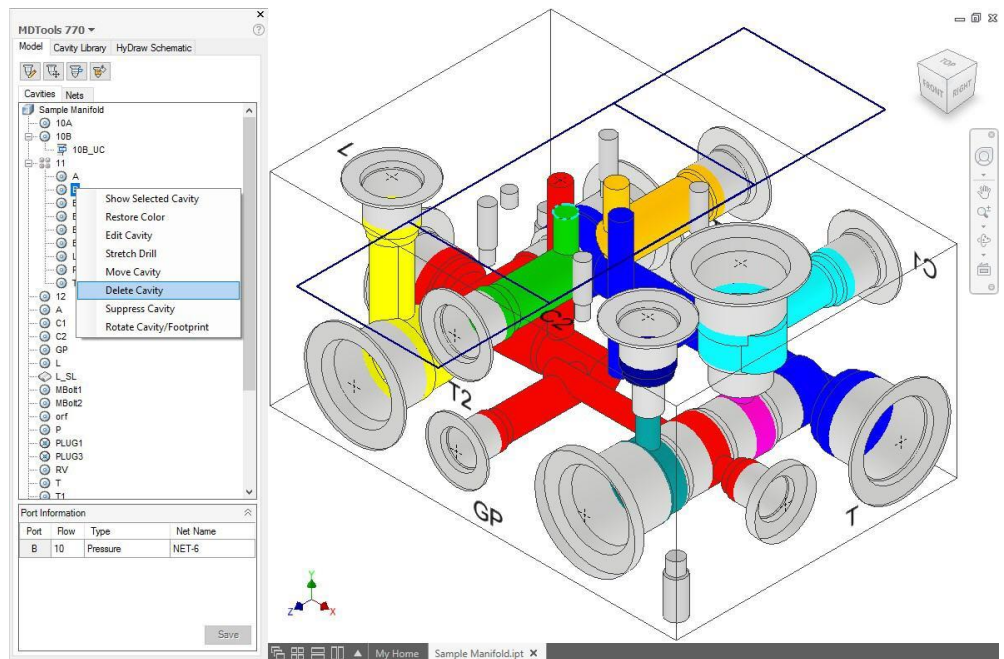 MDTools 770
Model Cavity Library HyDraw Schematic
Cavities Nets
Sample Manifold
10A
10B
10B_UC
11
A
B
B
B
B
B
L
P
T
12
A
C1
C2
GP
L
L_SL
MBolt1
MBolt2
orf
P
PLUG1
PLUG3
RV
T
T1
Show Selected Cavity
Restore Color
Edit Cavity
Stretch Drill
Move Cavity
Delete Cavity
Suppress Cavity
Rotate Cavity/Footprint
Port Information
Port Flow Type Net Name
B 10 Pressure NET-6
Save
L
C1
C2
T2
GP
T
TOP
FRONT
RIGHT
Y
Z
X
My Home
Sample Manifold.ipt